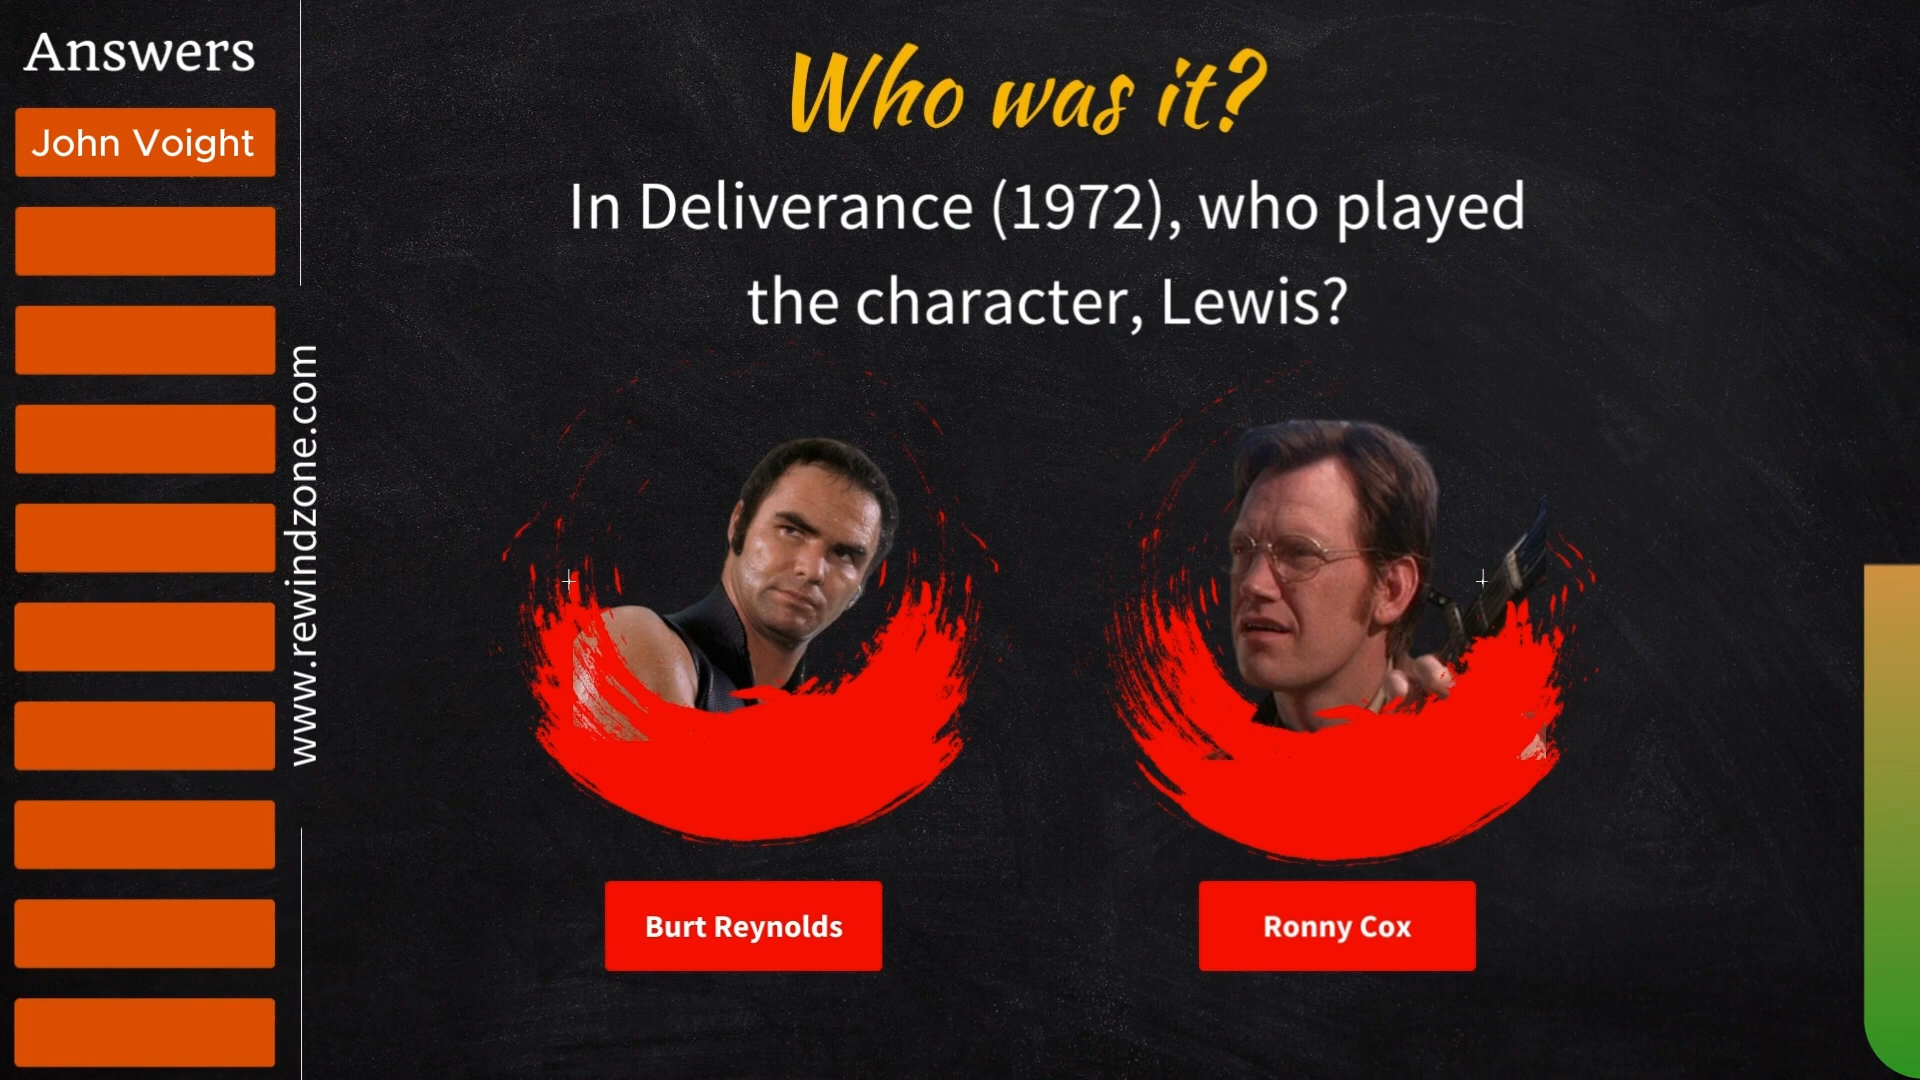 Answers
John Voight
www.rewindzone.com
Who was it?
In Deliverance (1972), who played
the character, Lewis?
Burt Reynolds
Ronny Cox